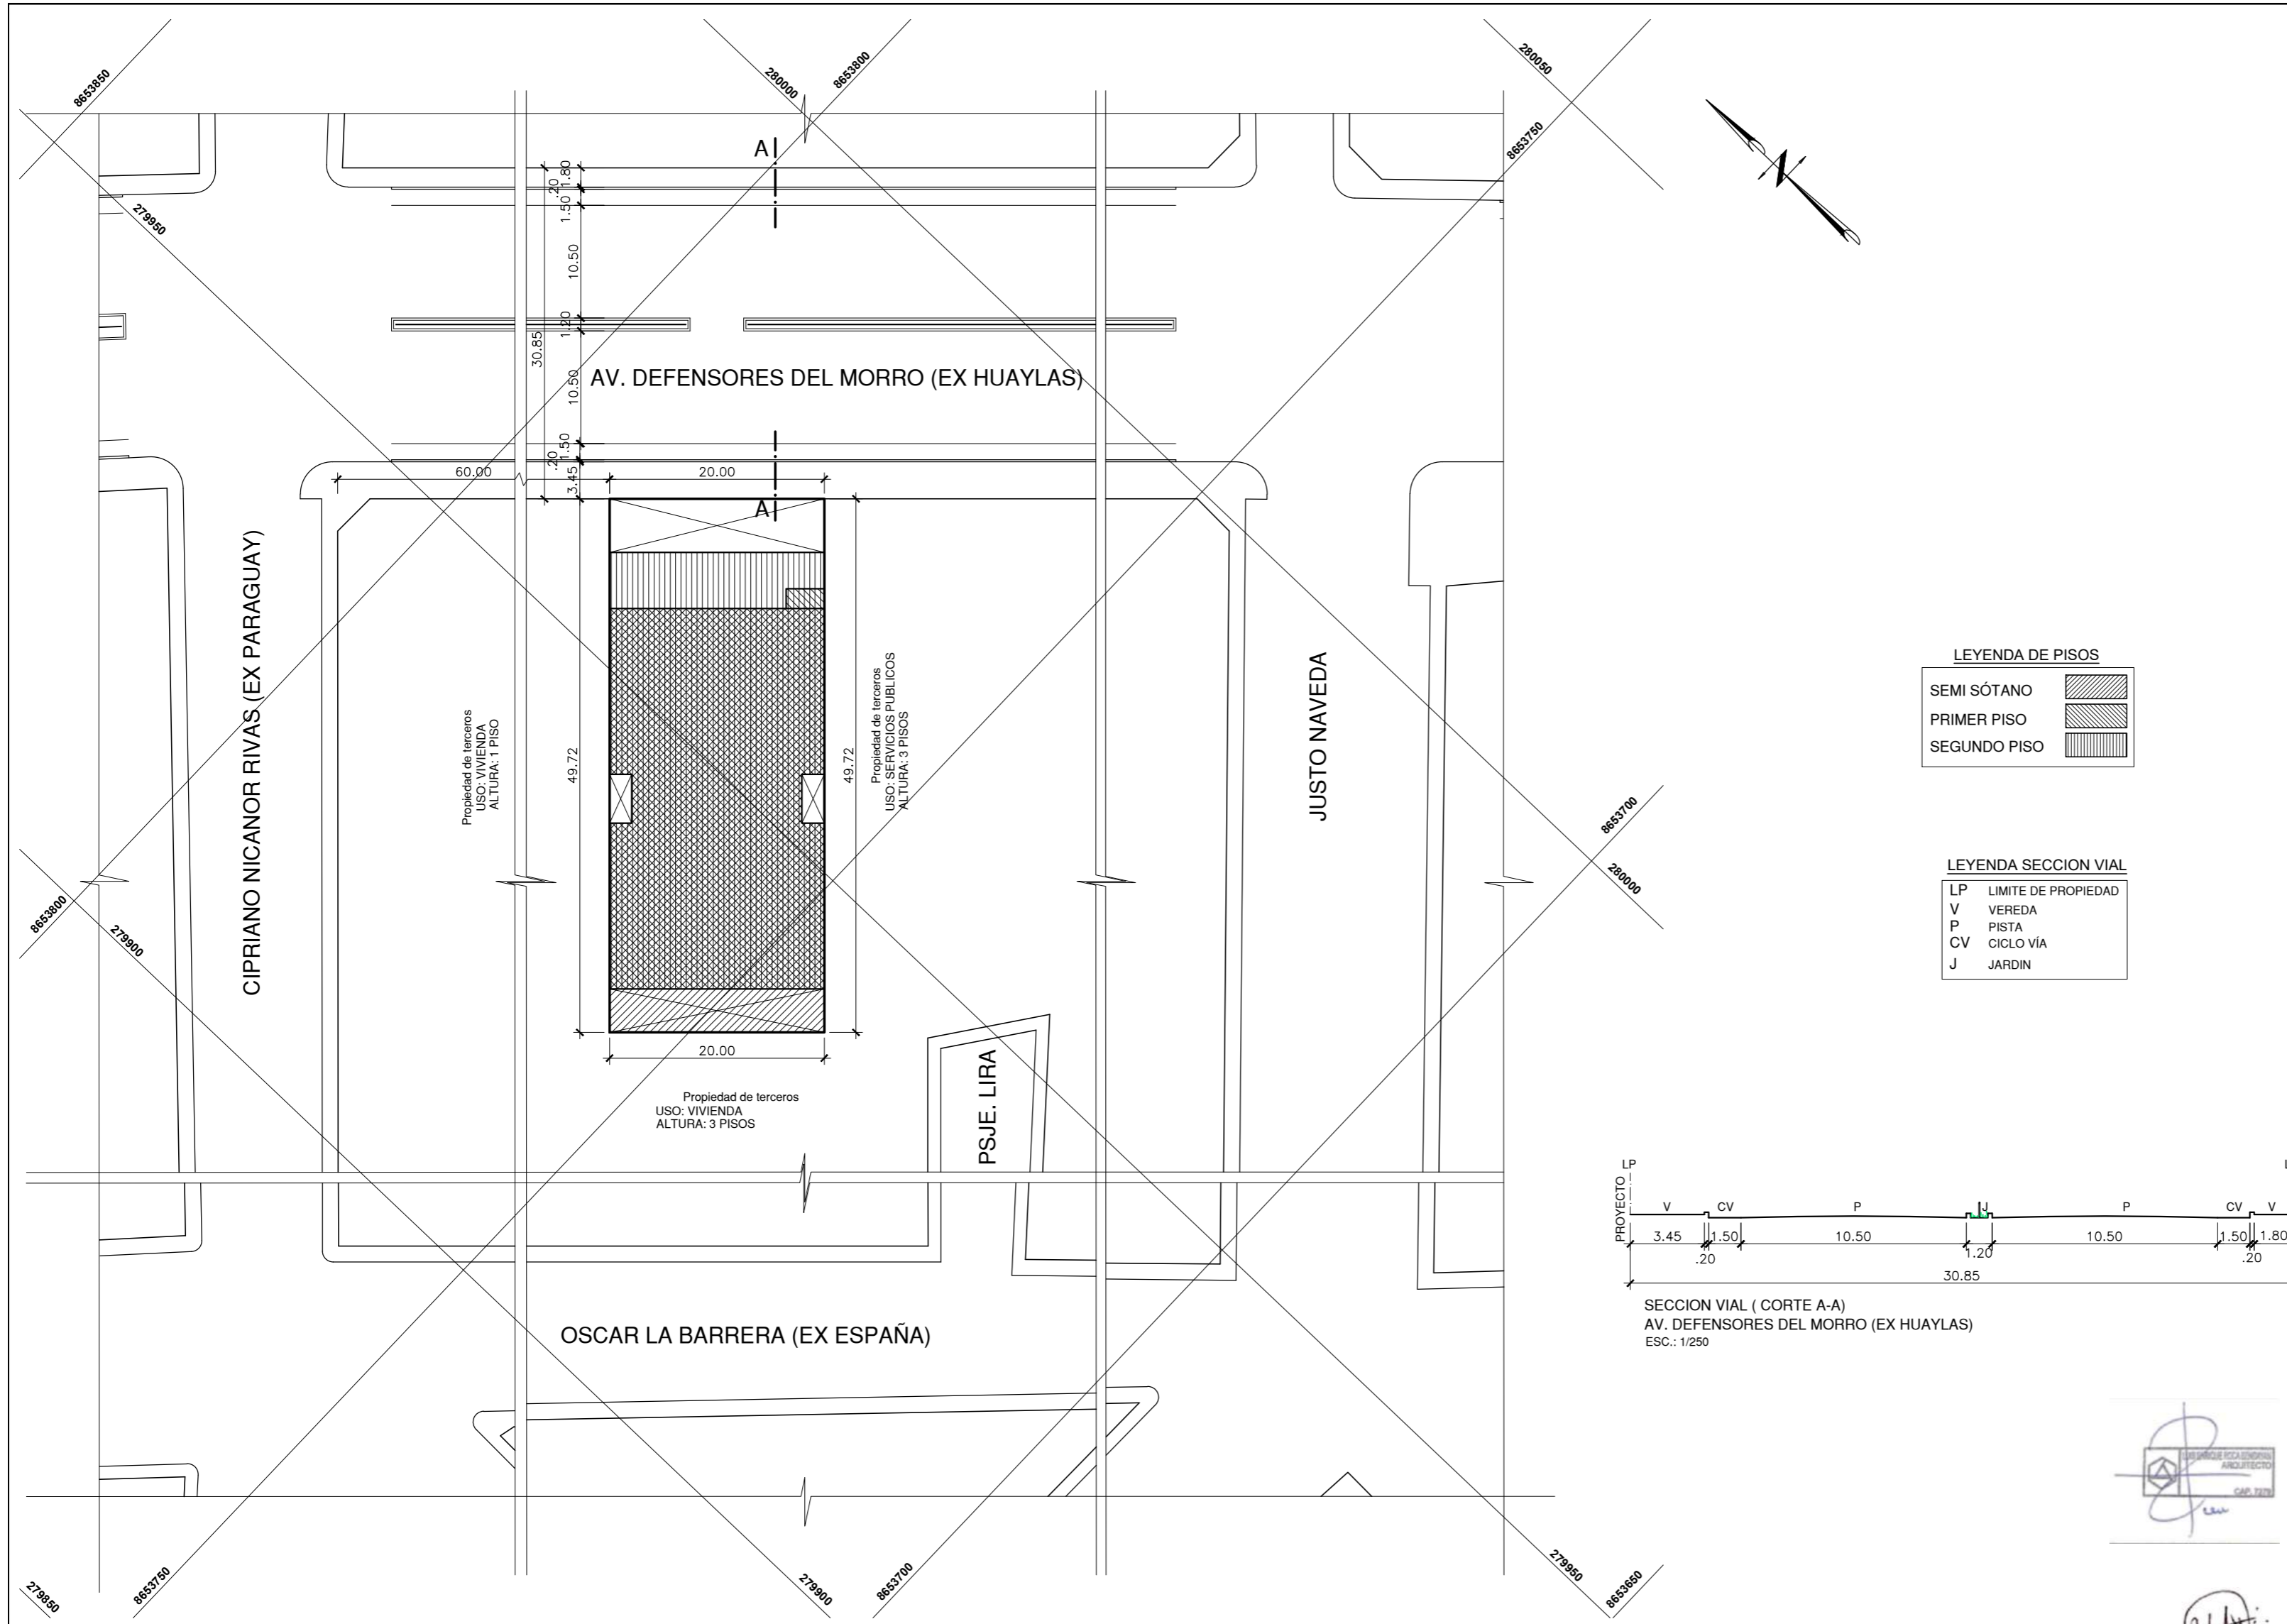 8653850
280000
8653800
280050
8653750
279950
A
.20
1.80
1.50
10.50
1.20
30.85
AV. DEFENSORES DEL MORRO (EX HUAYLAS)
10.50
1.50
.20
3.45
60.00
20.00
A
CIPRIANO NICANOR RIVAS (EX PARAGUAY)
Propiedad de terceros
USO: VIVIENDA
ALTURA: 1 PISO
49.72
49.72
Propiedad de terceros
USO: SERVICIOS PUBLICOS
ALTURA: 3 PISOS
JUSTO NAVEDA
8653700
280000
8653800
279900
20.00
Propiedad de terceros
USO: VIVIENDA
ALTURA: 3 PISOS
PSJE. LIRA
OSCAR LA BARRERA (EX ESPAÑA)
279850
8653750
279900
8653700
279950
8653650
N
LEYENDA DE PISOS
SEMI SÓTANO
PRIMER PISO
SEGUNDO PISO
LEYENDA SECCION VIAL
LP LIMITE DE PROPIEDAD
V VEREDA
P PISTA
CV CICLO VÍA
J JARDIN
LP
PROYECTO
V CV P J P CV V
3.45 1.50 10.50 10.50 1.50 1.80
.20 1.20 .20
30.85
SECCION VIAL ( CORTE A-A)
AV. DEFENSORES DEL MORRO (EX HUAYLAS)
ESC.: 1/250
ARQUITECTO